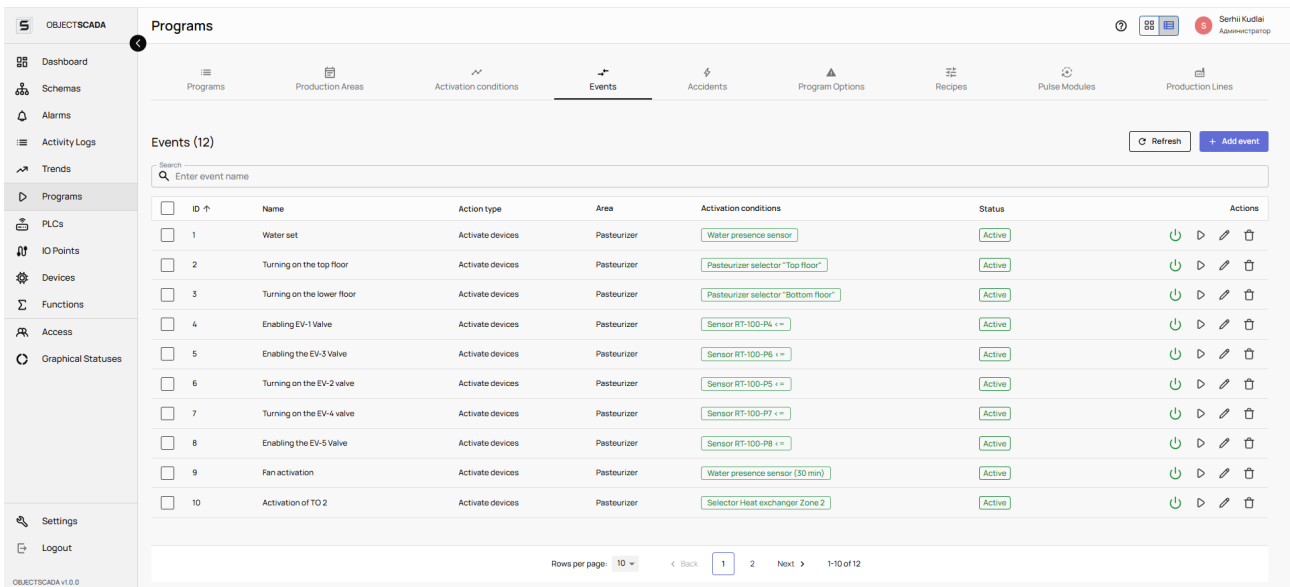 S OBJECTSCADA
Programs
Serhii Kudlai
Администратор
Dashboard
Schemas
Alarms
Activity Logs
Trends
Programs
PLCs
IO Points
Devices
Functions
Access
Graphical Statuses
Settings
Logout
OBJECTSCADA v1.0.0
Programs Production Areas Activation conditions Events Accidents Program Options Recipes Pulse Modules Production Lines
Events (12) Refresh + Add event
Search
Enter event name
ID ↑ Name Action type Area Activation conditions Status Actions
1 Water set Activate devices Pasteurizer Water presence sensor Active
2 Turning on the top floor Activate devices Pasteurizer Pasteurizer selector "Top floor" Active
3 Turning on the lower floor Activate devices Pasteurizer Pasteurizer selector "Bottom floor" Active
4 Enabling EV-1 Valve Activate devices Pasteurizer Sensor RT-100-P4 <= Active
5 Enabling the EV-3 Valve Activate devices Pasteurizer Sensor RT-100-P6 <= Active
6 Turning on the EV-2 valve Activate devices Pasteurizer Sensor RT-100-P5 <= Active
7 Turning on the EV-4 valve Activate devices Pasteurizer Sensor RT-100-P7 <= Active
8 Enabling the EV-5 Valve Activate devices Pasteurizer Sensor RT-100-P8 <= Active
9 Fan activation Activate devices Pasteurizer Water presence sensor (30 min) Active
10 Activation of TO 2 Activate devices Pasteurizer Selector Heat exchanger Zone 2 Active
Rows per page: 10 < Back 1 2 Next > 1-10 of 12